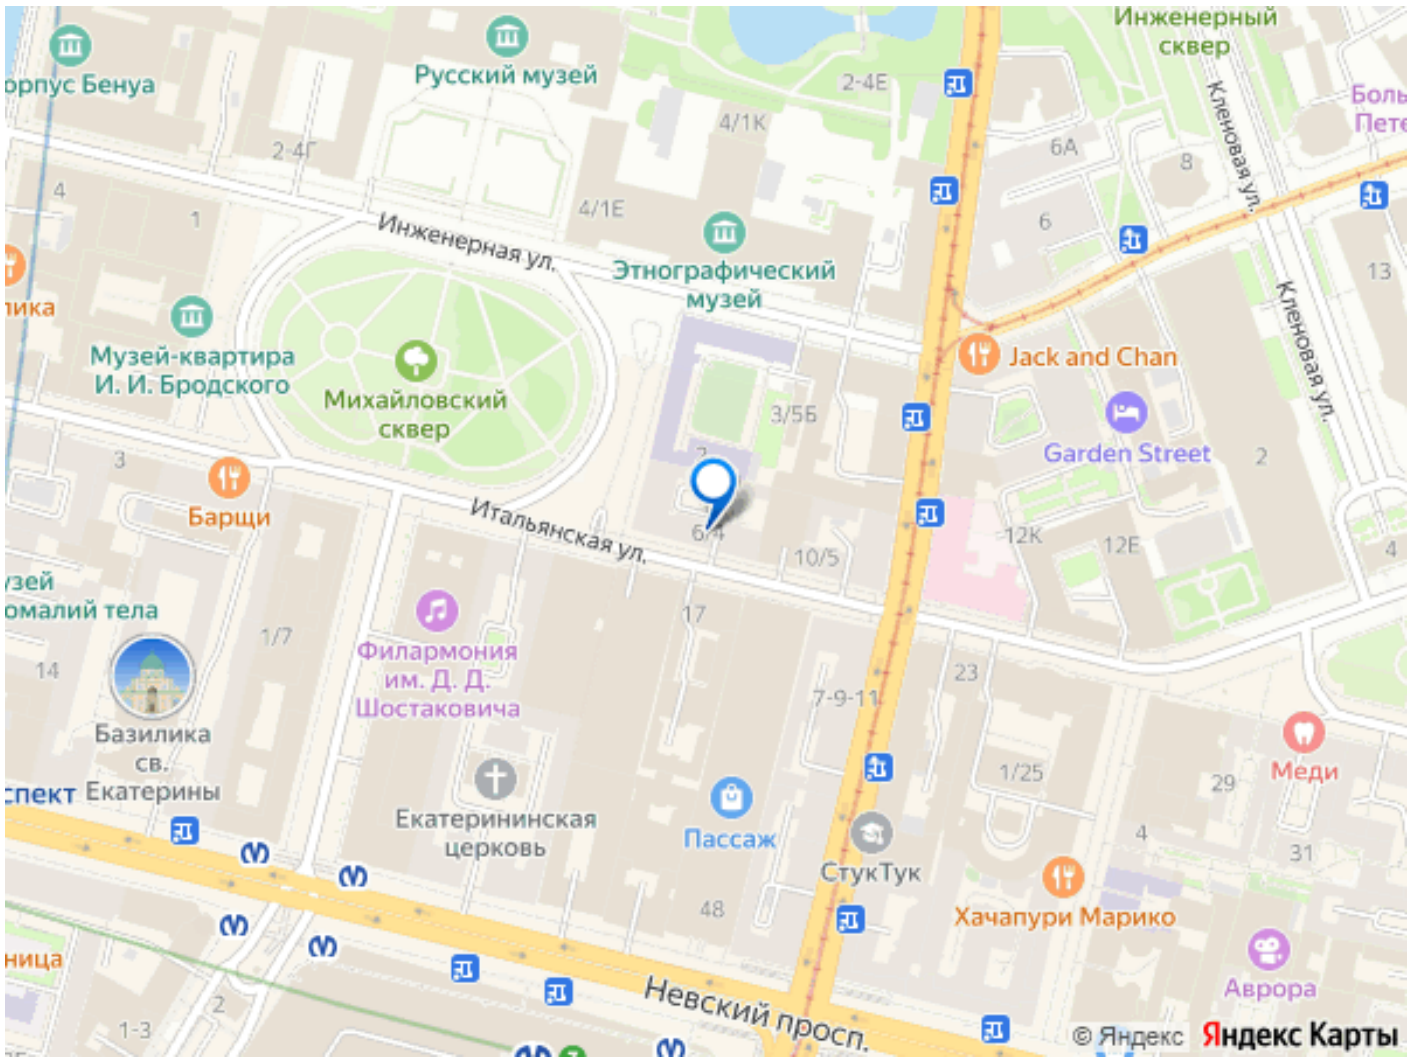 Инженерный
сквер
Русский музей
2-4Е
орпус Бенуа
Кленовая ул.
Боль
Пете
4/1К
6А
2-4Г
8
4
4/1Е
1
6
Инженерная ул.
Этнографический
музей
13
лика
Кленовая ул.
Музей-квартира
И. И. Бродского
Jack and Chan
Михайловский
сквер
3/5Б
Garden Street
3
2
Барщи
Итальянская ул.
6/4
10/5
12К
12Е
4
узей
омалий тела
1/7
17
Филармония
им. Д. Д.
Шостаковича
14
23
7-9-11
Базилика
св.
Екатерины
спект
1/25
Меди
29
Екатерининская
церковь
Пассаж
4
31
СтукТук
48
Хачапури Марико
ница
Аврора
Невский просп.
2
1-3
© Яндекс
Яндекс Карты